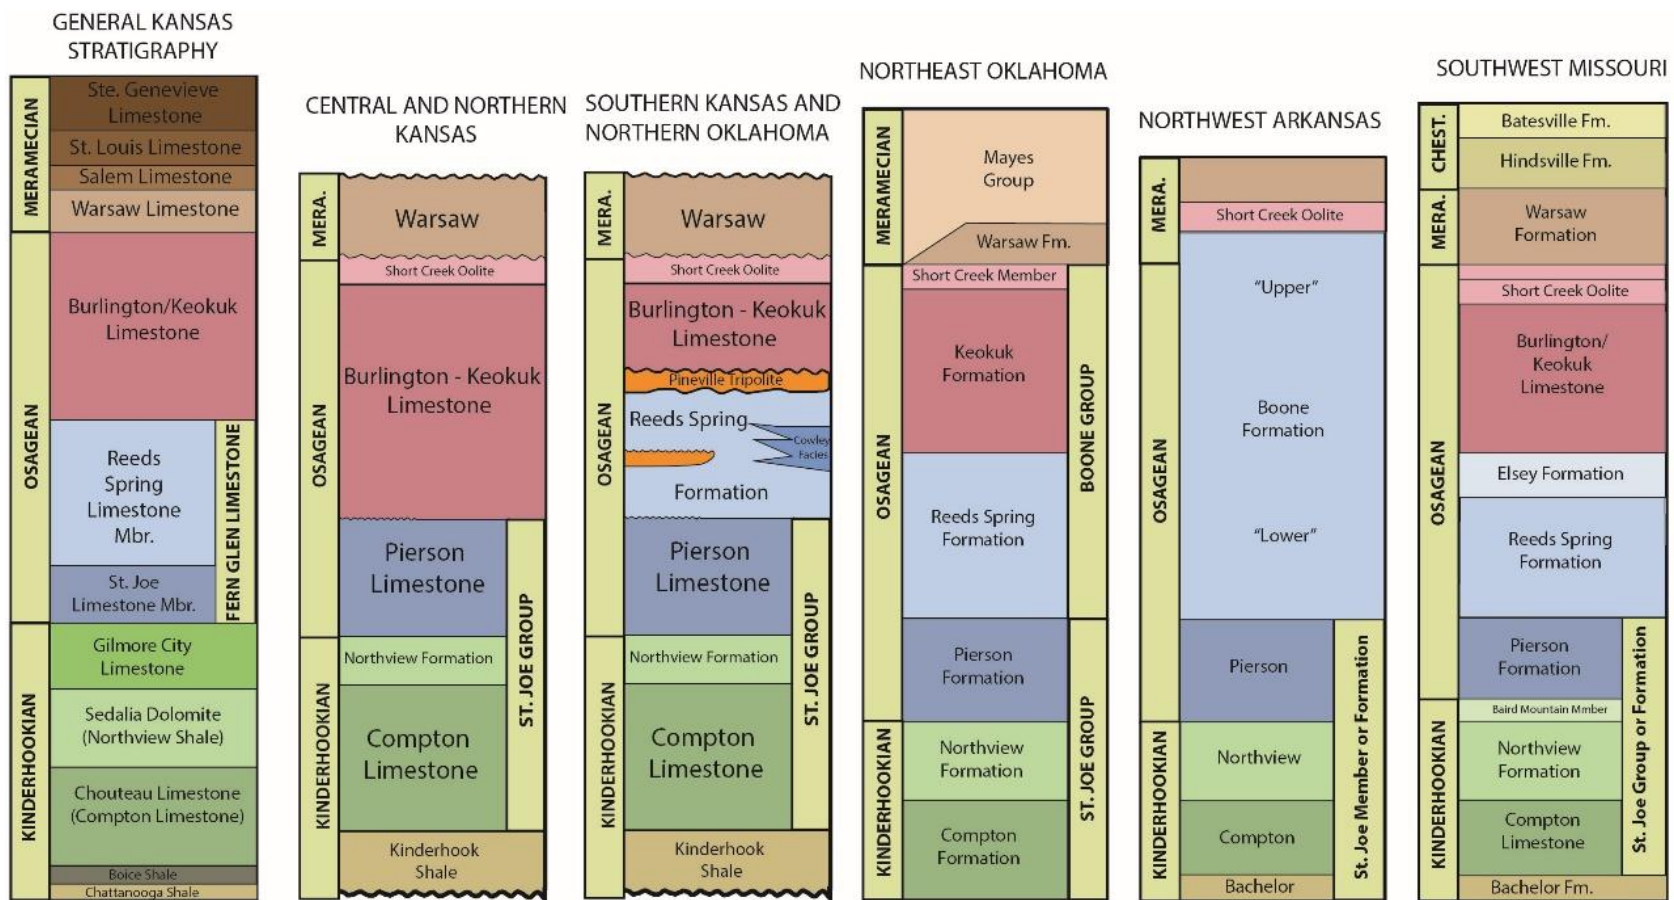 GENERAL KANSAS
STRATIGRAPHY
MERAMECIAN
Ste. Genevieve
Limestone
St. Louis Limestone
Salem Limestone
Warsaw Limestone
OSAGEAN
Burlington/Keokuk
Limestone
Reeds
Spring
Limestone
Mbr.
St. Joe
Limestone Mbr.
FERN GLEN LIMESTONE
KINDERHOOKIAN
Gilmore City
Limestone
Sedalia Dolomite
(Northview Shale)
Chouteau Limestone
(Compton Limestone)
Boice Shale
Chattanooga Shale
CENTRAL AND NORTHERN
KANSAS
MERA.
Warsaw
OSAGEAN
Short Creek Oolite
Burlington - Keokuk
Limestone
Pierson
Limestone
KINDERHOOKIAN
Northview Formation
Compton
Limestone
ST. JOE GROUP
Kinderhook
Shale
SOUTHERN KANSAS AND
NORTHERN OKLAHOMA
MERA.
Warsaw
OSAGEAN
Short Creek Oolite
Burlington - Keokuk
Limestone
Pineville Tripolite
Reeds Spring
Cowley
Facies
Formation
Pierson
Limestone
KINDERHOOKIAN
Northview Formation
Compton
Limestone
ST. JOE GROUP
Kinderhook
Shale
NORTHEAST OKLAHOMA
MERAMECIAN
Mayes
Group
Warsaw Fm.
OSAGEAN
Short Creek Member
Keokuk
Formation
Reeds Spring
Formation
BOONE GROUP
Pierson
Formation
KINDERHOOKIAN
Northview
Formation
Compton
Formation
ST. JOE GROUP
NORTHWEST ARKANSAS
MERA.
Short Creek Oolite
OSAGEAN
“Upper”
Boone
Formation
“Lower”
Pierson
KINDERHOOKIAN
Northview
Compton
Bachelor
St. Joe Member or Formation
SOUTHWEST MISSOURI
CHEST.
Batesville Fm.
Hindsville Fm.
MERA.
Warsaw
Formation
OSAGEAN
Short Creek Oolite
Burlington/
Keokuk
Limestone
Elsey Formation
Reeds Spring
Formation
Pierson
Formation
KINDERHOOKIAN
Baird Mountain Mmber
Northview
Formation
Compton
Limestone
St. Joe Group or Formation
Bachelor Fm.